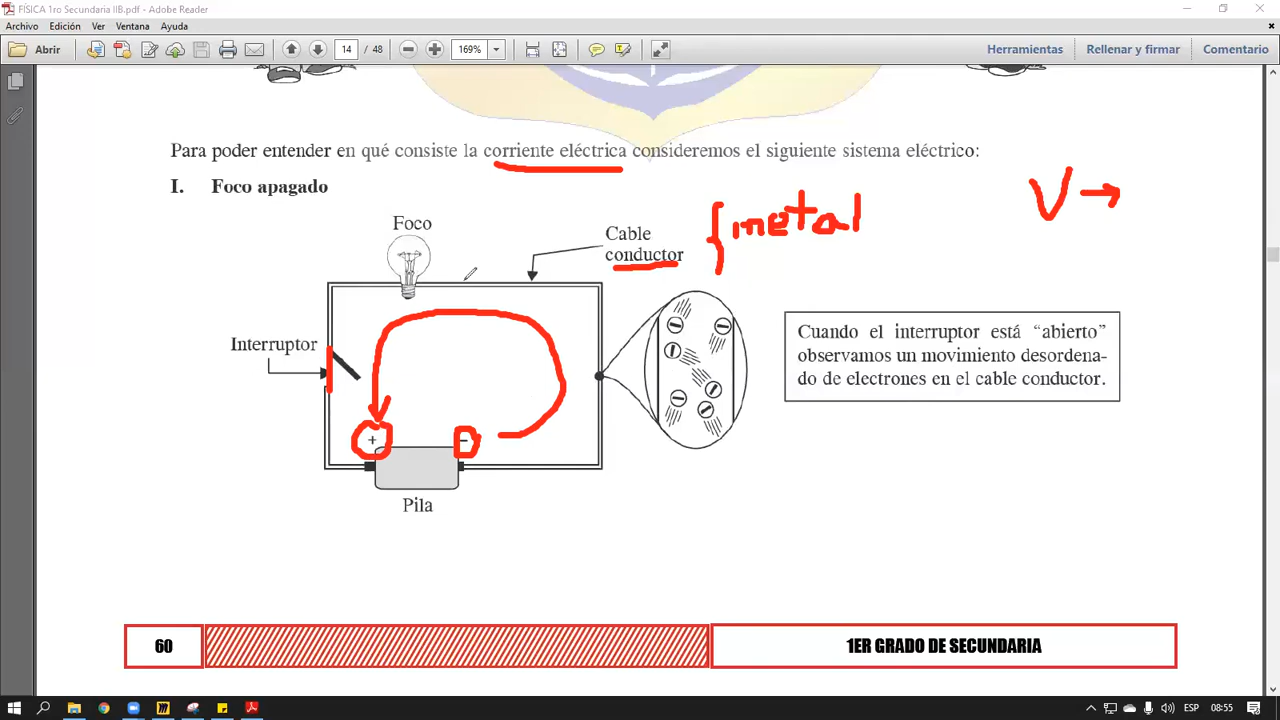 FÍSICA 1ro Secundaria IIB.pdf - Adobe Reader
Archivo Edición Ver Ventana Ayuda
Abrir
14 / 48
169%
Herramientas
Rellenar y firmar
Comentario
Para poder entender en qué consiste la corriente eléctrica consideremos el siguiente sistema eléctrico:
I. Foco apagado
V →
Foco
Cable
conductor
{ metal
Interruptor
+
−
Pila
Cuando el interruptor está “abierto”
observamos un movimiento desordena-
do de electrones en el cable conductor.
60
1ER GRADO DE SECUNDARIA
ESP
08:55